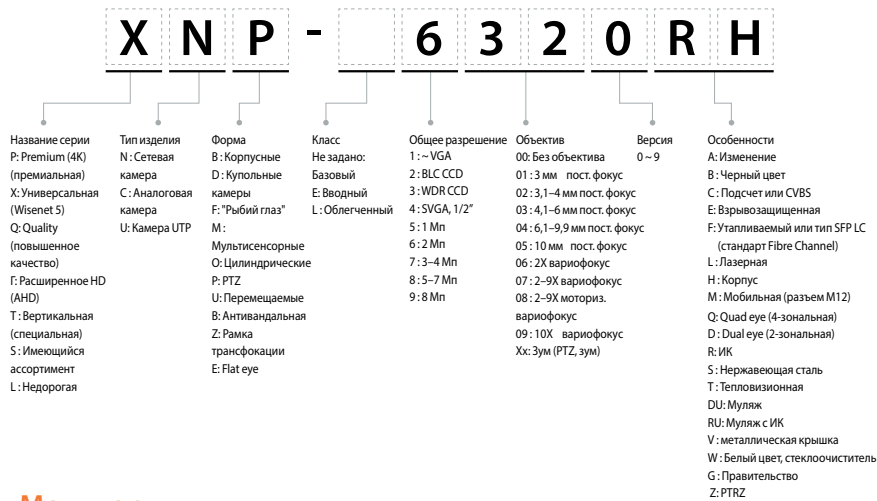 XNP- 6320RH
Название серии
P: Premium (4K)
(премиальная)
X: Универсальная
(Wisenet 5)
Q: Quality
(повышенное
качество)
Г: Расширенное HD
(AHD)
T : Вертикальная
(специальная)
S : Имеющийся
ассортимент
L : Недорогая
Тип изделия
N : Сетевая
камера
C : Аналоговая
камера
U: Камера UTP
Форма
B : Корпусные
D : Купольные
камеры
F: "Рыбий глаз"
M :
Мультисенсорные
O: Цилиндрические
P: PTZ
U: Перемещаемые
B: Антивандальная
Z: Рамка
трансфокации
E: Flat eye
Класс
Не задано:
Базовый
E: Вводный
L : Облегченный
Общее разрешение
1 : ~ VGA
2 : BLC CCD
3 : WDR CCD
4 : SVGA, 1/2"
5 : 1 Мп
6 : 2 Мп
7 : 3–4 Мп
8 : 5–7 Мп
9 : 8 Мп
Объектив
00: Без объектива
01 : 3 мм пост. фокус
02 : 3,1–4 мм пост. фокус
03 : 4,1–6 мм пост. фокус
04 : 6,1–9,9 мм пост. фокус
05 : 10 мм пост. фокус
06 : 2X вариофокус
07 : 2–9X вариофокус
08 : 2–9X моториз.
вариофокус
09 : 10X вариофокус
Xx: Зум (PTZ, зум)
Версия
0 ~ 9
Особенности
A: Изменение
B : Черный цвет
C : Подсчет или CVBS
E: Взрывозащищенная
F: Утапливаемый или тип SFP LC
(стандарт Fibre Channel)
L : Лазерная
H : Корпус
M : Мобильная (разъем M12)
Q: Quad eye (4-зональная)
D : Dual eye (2-зональная)
R: ИК
S : Нержавеющая сталь
T : Тепловизионная
DU: Муляж
RU: Муляж с ИК
V : металлическая крышка
W : Белый цвет, стеклоочиститель
G : Правительство
Z: PTRZ